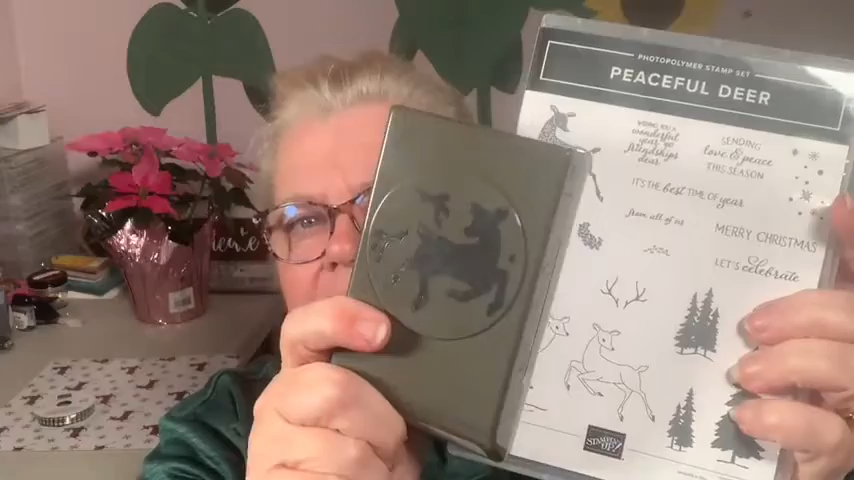 PHOTOPOLYMER STAMP SET
PEACEFUL DEER
WISHING YOU A
wonderful
year of
friendships
dear
SENDING
love & peace
THIS SEASON
IT'S THE best TIME OF year
from all of us
MERRY CHRISTMAS
LET'S celebrate
STAMPIN' UP!